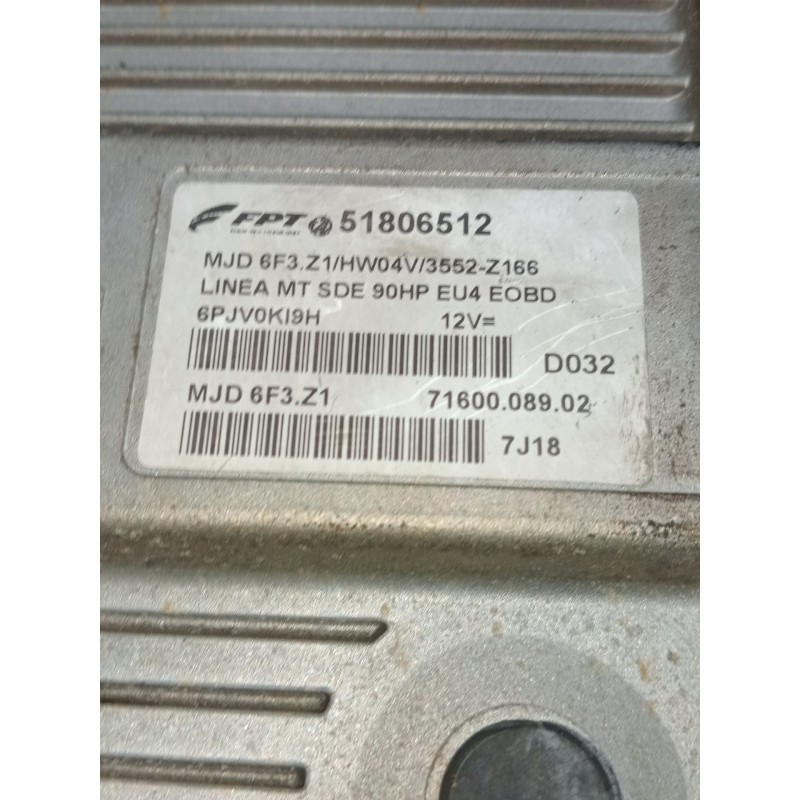 FPT 51806512
MJD 6F3.Z1/HW04V/3552-Z166
LINEA MT SDE 90HP EU4 EOBD
6PJV0KI9H 12V=
D032
MJD 6F3.Z1 71600.089.02
7J18